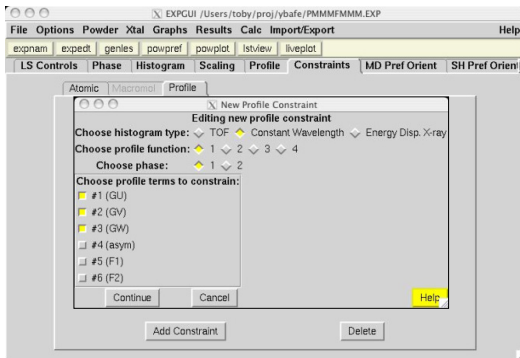 EXPGUI /Users/toby/proj/ybafe/PMMMFMMM.EXP
File Options Powder Xtal Graphs Results Calc Import/Export Help
expnam expedt genles powpref powplot lstview liveplot
LS Controls Phase Histogram Scaling Profile Constraints MD Pref Orient SH Pref Orient
Atomic Macromol Profile
New Profile Constraint
Editing new profile constraint
Choose histogram type: TOF Constant Wavelength Energy Disp. X-ray
Choose profile function: 1 2 3 4
Choose phase: 1 2
Choose profile terms to constrain:
#1 (GU)
#2 (GV)
#3 (GW)
#4 (asym)
#5 (F1)
#6 (F2)
Continue Cancel Help
Add Constraint Delete